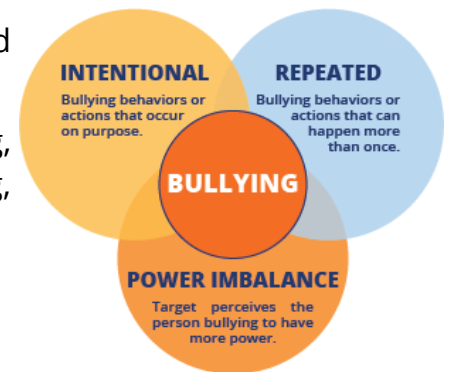 d
g,
g,
INTENTIONAL
Bullying behaviors or
actions that occur
on purpose.
REPEATED
Bullying behaviors or
actions that can
happen more
than once.
BULLYING
POWER IMBALANCE
Target perceives the
person bullying to have
more power.